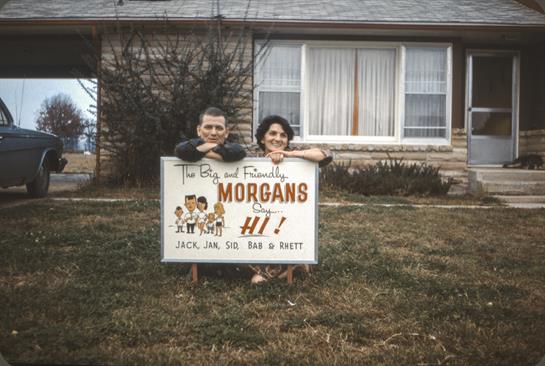 The Big and Friendly
MORGANS
Say...
HI!
JACK, JAN, SID, BAB & RHETT